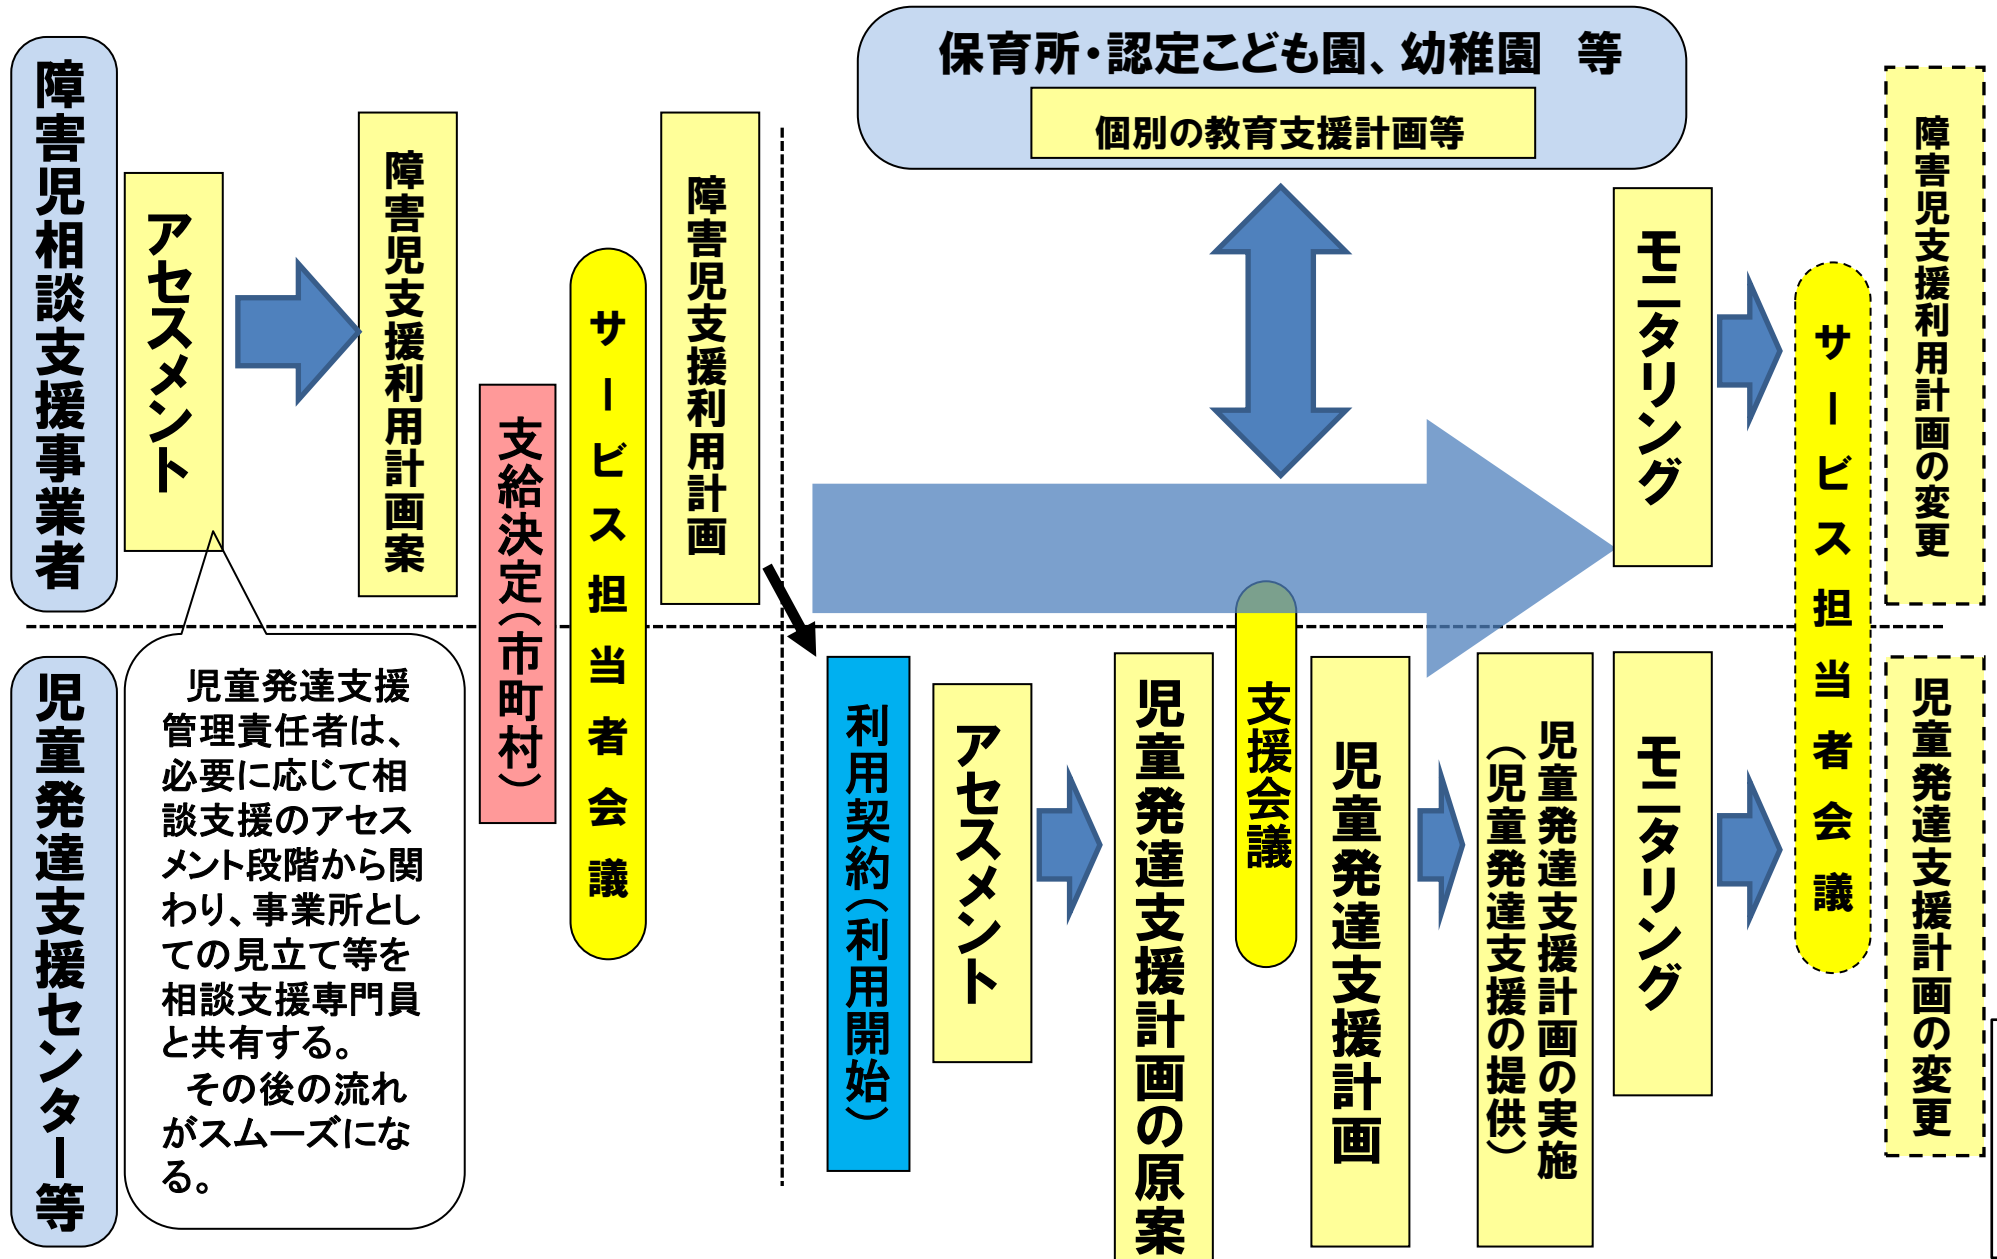 保育所・認定こども園、幼稚園　等
個別の教育支援計画等
障害児相談支援事業者
アセスメント
障害児支援利用計画案
支給決定（市町村）
サービス担当者会議
障害児支援利用計画
モニタリング
サービス担当者会議
障害児支援利用計画の変更
児童発達支援センター等
　児童発達支援
管理責任者は、
必要に応じて相
談支援のアセス
メント段階から関
わり、事業所とし
ての見立て等を
相談支援専門員
と共有する。
　その後の流れ
がスムーズにな
る。
利用契約（利用開始）
アセスメント
児童発達支援計画の原案
支援会議
児童発達支援計画
児童発達支援計画の実施
（児童発達支援の提供）
モニタリング
児童発達支援計画の変更